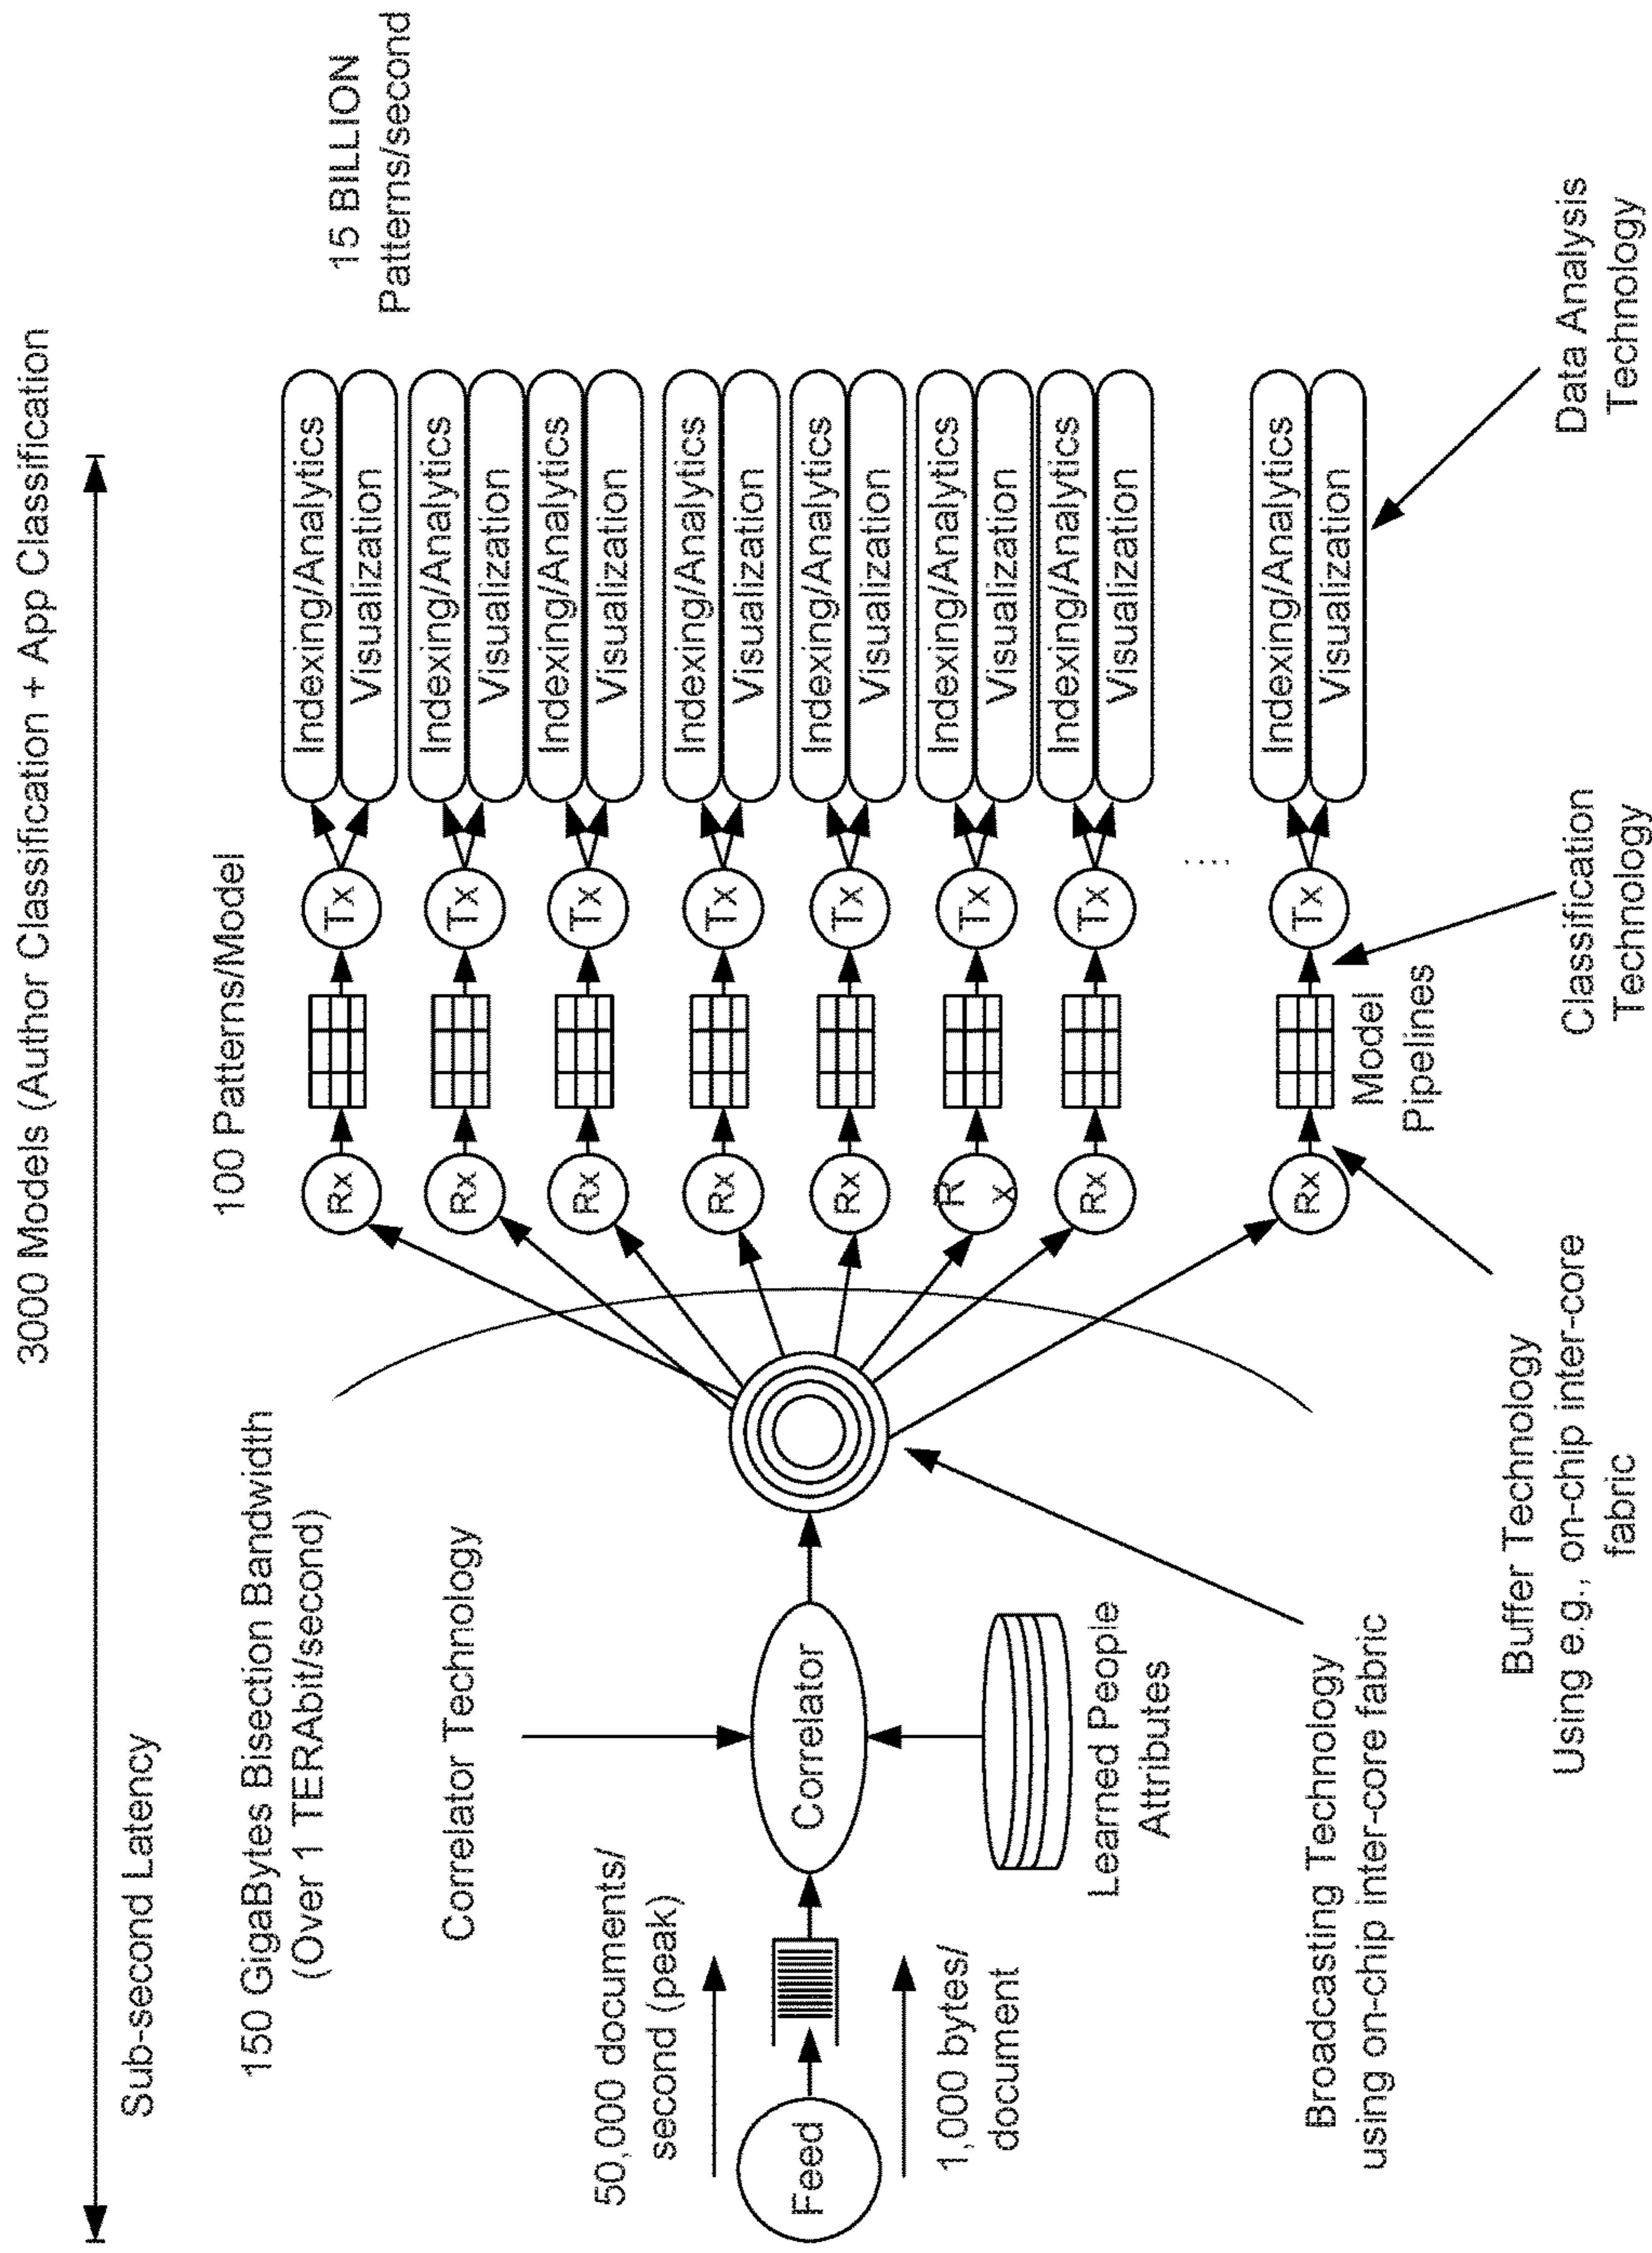 3000 Models (Author Classification + App Classification
Sub-second Latency
150 GigaBytes Bisection Bandwidth
(Over 1 TERAbit/second)
100 Patterns/Model
15 BILLION
Patterns/second
Correlator Technology
50,000 documents/
second (peak)
Feed
1,000 bytes/
document
Correlator
Learned People
Attributes
Rx
Tx
Indexing/Analytics
Visualization
Rx
Tx
Indexing/Analytics
Visualization
Rx
Tx
Indexing/Analytics
Visualization
Rx
Tx
Indexing/Analytics
Visualization
Rx
Tx
Indexing/Analytics
Visualization
R
x
Tx
Indexing/Analytics
Visualization
Rx
Tx
Indexing/Analytics
Visualization
....
Rx
Tx
Indexing/Analytics
Visualization
Model
Pipelines
Broadcasting Technology
using on-chip inter-core fabric
Buffer Technology
Using e.g., on-chip inter-core
fabric
Classification
Technology
Data Analysis
Technology